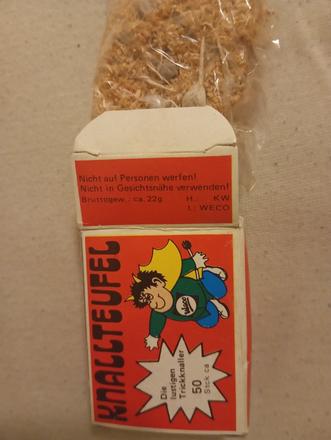 Nicht auf Personen werfen!
Nicht in Gesichtsnähe verwenden!
Bruttogew.: ca. 22g H.: KW
I.: WECO
KNALLTEUFEL
Weco
Die
lustigen
Trickknaller
50
Stck ca